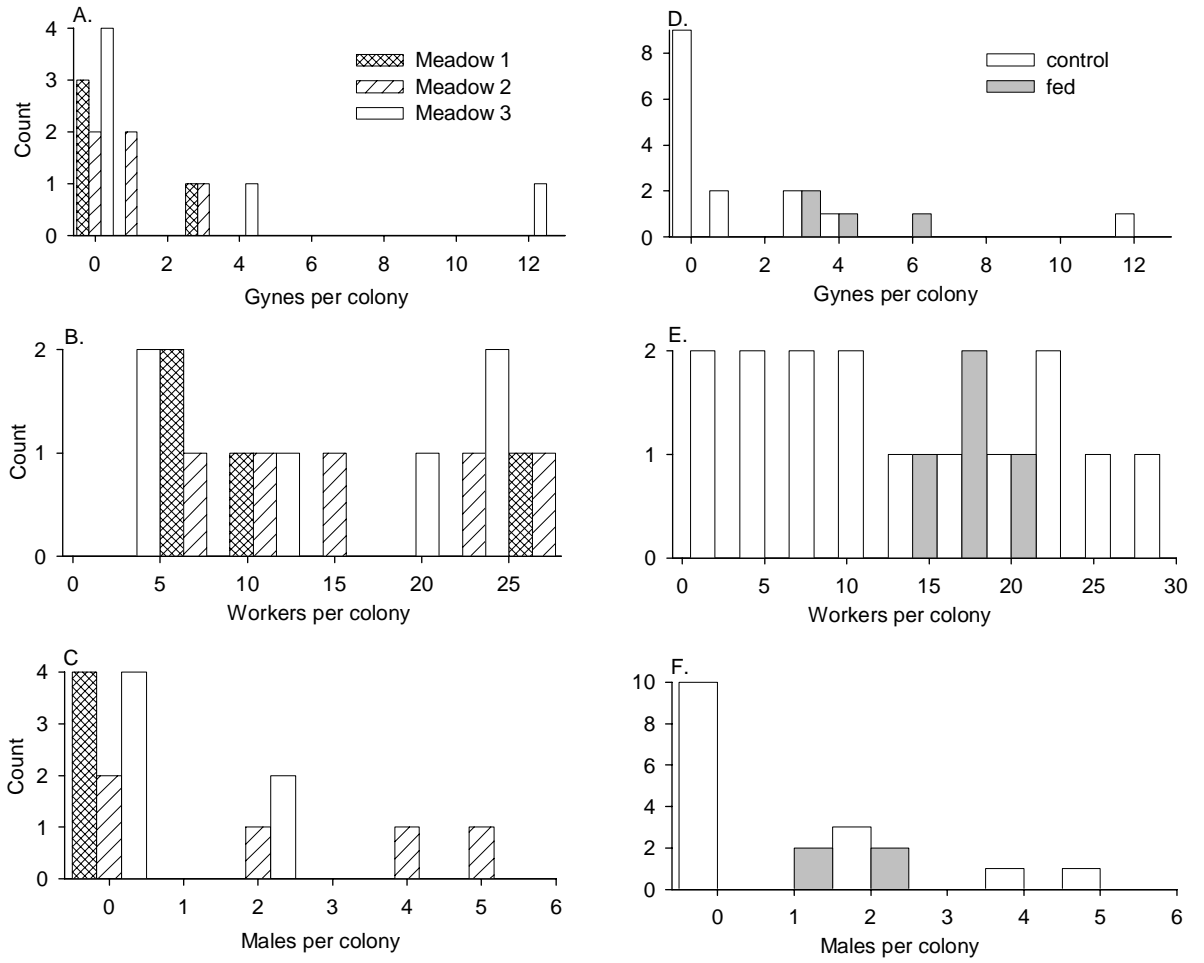 A.
4
3
2
1
0
Count
Meadow 1
Meadow 2
Meadow 3
0 2 4 6 8 10 12
Gynes per colony
B.
2
1
0
Count
0 5 10 15 20 25
Workers per colony
C
4
3
2
1
0
Count
0 1 2 3 4 5 6
Males per colony
D.
8
6
4
2
0
control
fed
0 2 4 6 8 10 12
Gynes per colony
E.
2
1
0
0 5 10 15 20 25 30
Workers per colony
F.
10
8
6
4
2
0
0 1 2 3 4 5 6
Males per colony